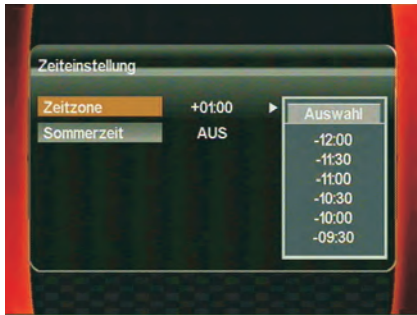 Zeiteinstellung
Zeitzone +01:00
Sommerzeit AUS
Auswahl
-12:00
-11:30
-11:00
-10:30
-10:00
-09:30